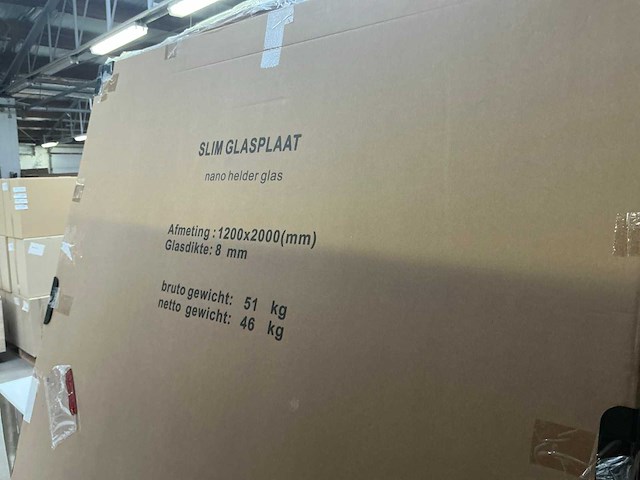 SLIM GLASPLAAT
nano helder glas
Afmeting : 1200x2000(mm)
Glasdikte: 8 mm
bruto gewicht: 51 kg
netto gewicht: 46 kg